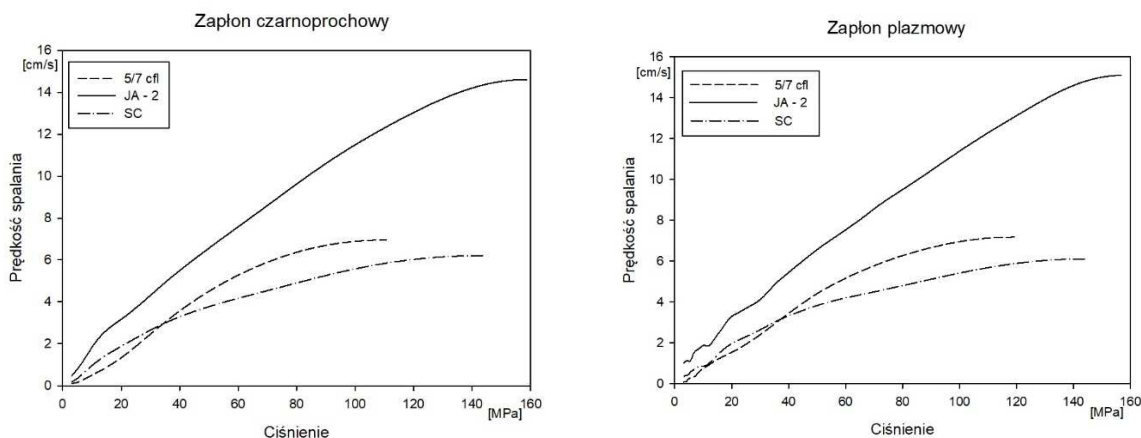 Zapłon czarnoprochowy
16
[cm/s]
14
12
10
8
6
4
2
0
5/7 cfl
JA - 2
SC
Prędkość spalania
0 20 40 60 80 100 120 140 160
[MPa]
Ciśnienie
Zapłon plazmowy
16
[cm/s]
14
12
10
8
6
4
2
0
5/7 cfl
JA - 2
SC
Prędkość spalania
0 20 40 60 80 100 120 140 160
[MPa]
Ciśnienie